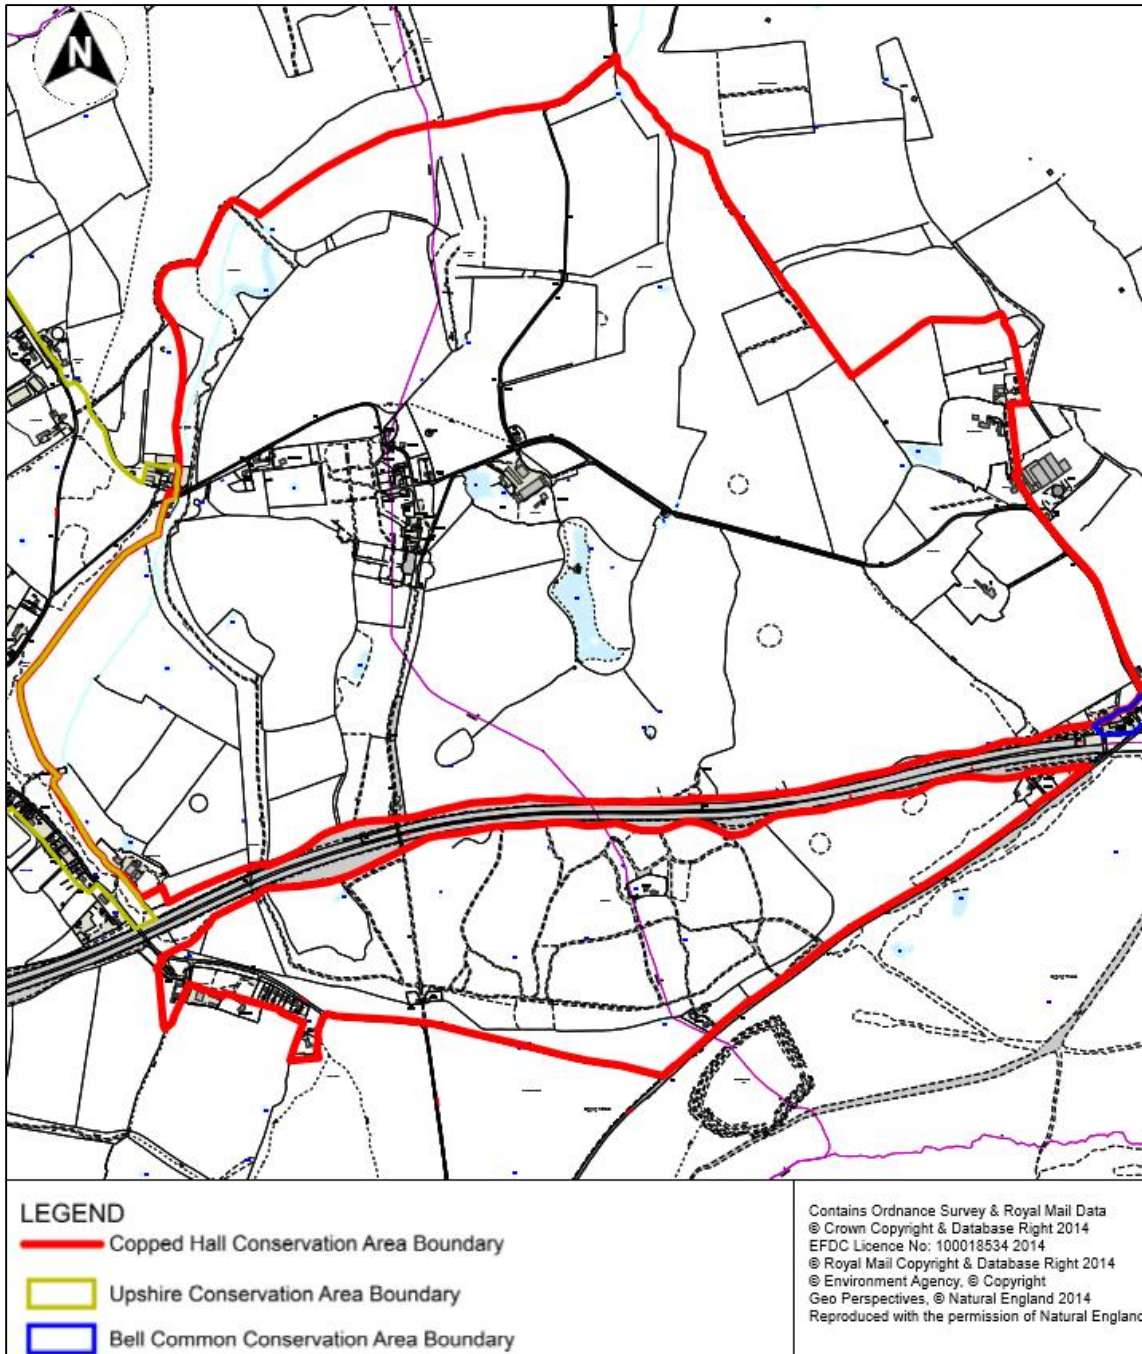 N
LEGEND
Copped Hall Conservation Area Boundary
Upshire Conservation Area Boundary
Bell Common Conservation Area Boundary
Contains Ordnance Survey & Royal Mail Data
© Crown Copyright & Database Right 2014
EFDC Licence No: 100018534 2014
© Royal Mail Copyright & Database Right 2014
© Environment Agency, © Copyright
Geo Perspectives, © Natural England 2014
Reproduced with the permission of Natural England